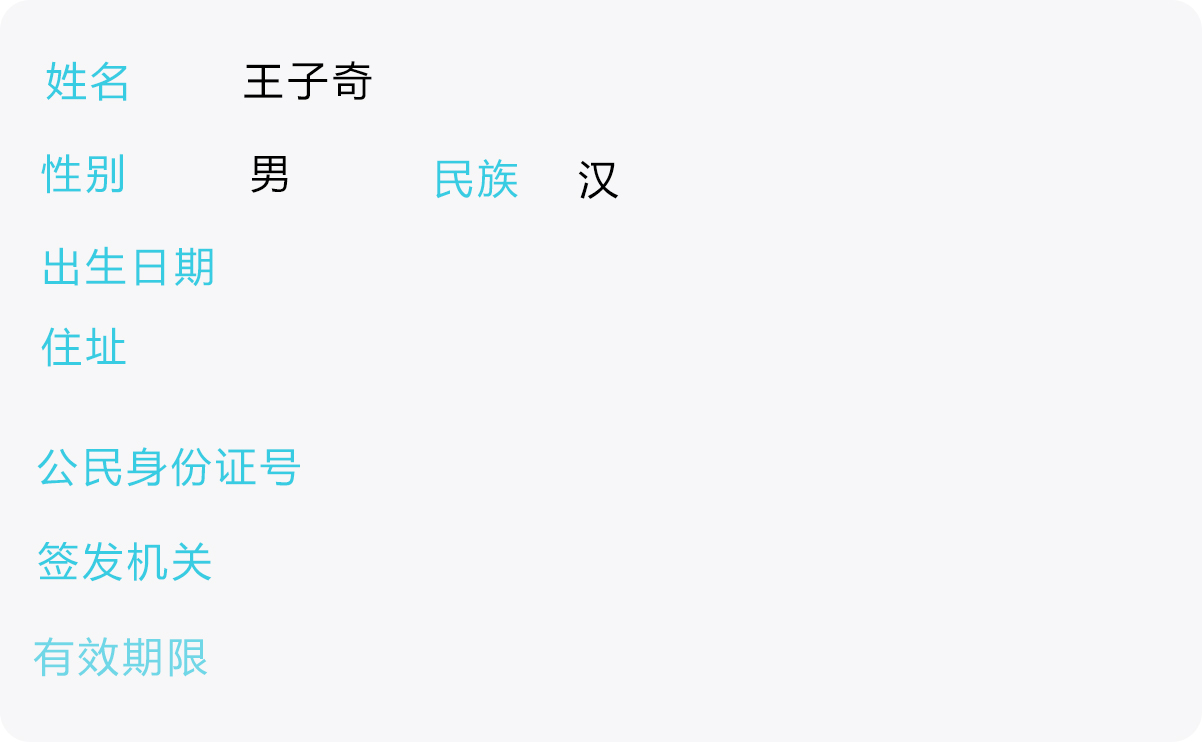 姓名 王子奇
性别 男 民族 汉
出生日期
住址
公民身份证号
签发机关
有效期限